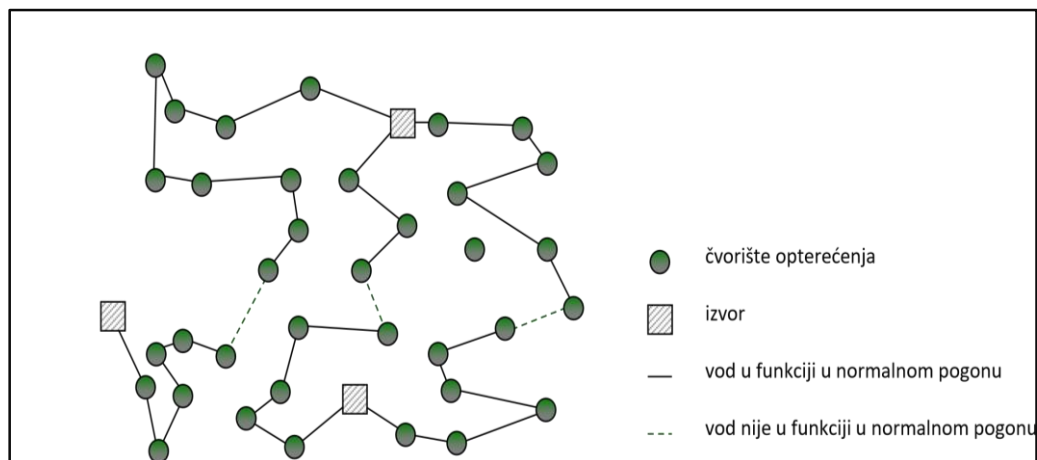 čvorište opterećenja
izvor
vod u funkciji u normalnom pogonu
vod nije u funkciji u normalnom pogonu